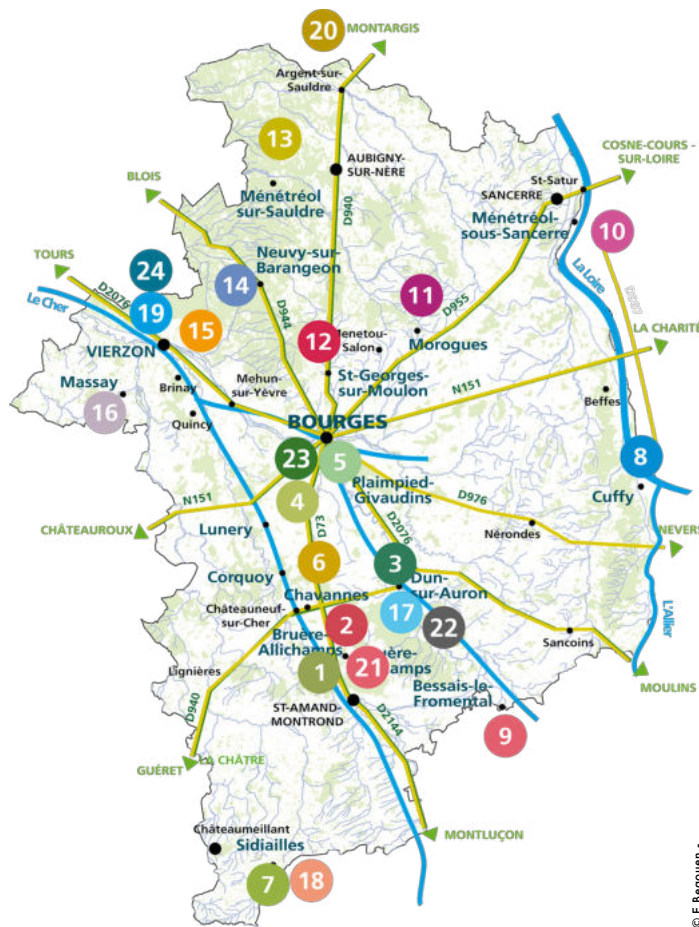 20
MONTARGIS
Argent-sur-
Sauldre
13
AUBIGNY-
SUR-NÈRE
COSNE-COURS -
SUR-LOIRE
St-Satur
SANCERRE
BLOIS
Ménétréol
sur-Sauldre
D940
Ménétréol-
sous-Sancerre
10
TOURS
24
Neuvy-sur-
Barangeon
14
11
La Loire
Le Cher
D2076
19
15
D944
D955
12
Menetou-
Salon
Morogues
LA CHARITÉ
VIERZON
Massay
Brinay
Mehun-
sur-Yèvre
St-Georges-
sur-Moulon
N151
Beffes
16
Quincy
BOURGES
23
5
8
Plaimpied-
Givaudins
Cuffy
4
N151
D976
CHÂTEAUROUX
Lunery
D73
D2076
Nérondes
NEVERS
6
3
Corquoy
Chavannes
Dun-
sur-Auron
Châteauneuf-
sur-Cher
17
22
L'Allier
2
Bruère-
Allichamps
Sancoins
21
1
Lignières
Bessais-le-
Fromental
MOULINS
D940
ST-AMAND-
MONTROND
D2144
9
LA CHÂTRE
GUÉRET
Châteaumeillant
MONTLUÇON
Sidiailles
7
18